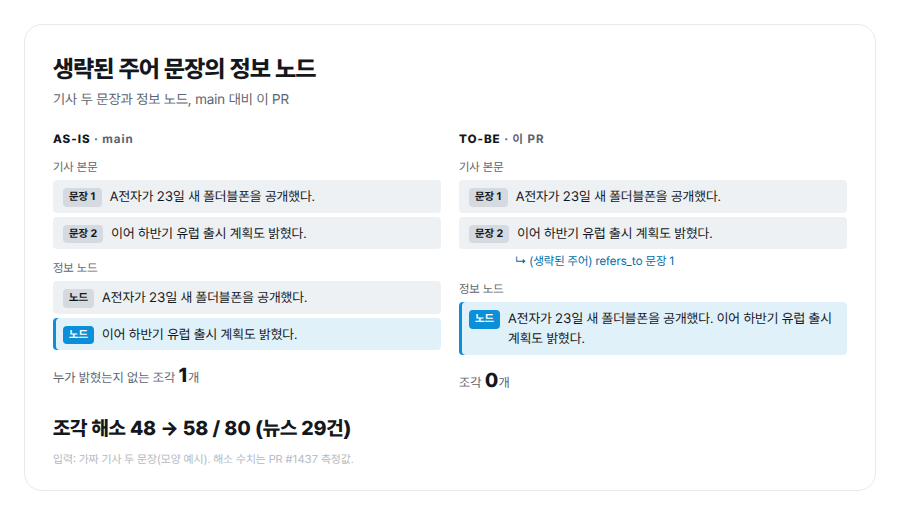 생략된 주어 문장의 정보 노드
기사 두 문장과 정보 노드, main 대비 이 PR
AS-IS · main
기사 본문
문장 1 A전자가 23일 새 폴더블폰을 공개했다.
문장 2 이어 하반기 유럽 출시 계획도 밝혔다.
정보 노드
노드 A전자가 23일 새 폴더블폰을 공개했다.
노드 이어 하반기 유럽 출시 계획도 밝혔다.
누가 밝혔는지 없는 조각 1개
TO-BE · 이 PR
기사 본문
문장 1 A전자가 23일 새 폴더블폰을 공개했다.
문장 2 이어 하반기 유럽 출시 계획도 밝혔다.
↳ (생략된 주어) refers_to 문장 1
정보 노드
노드 A전자가 23일 새 폴더블폰을 공개했다. 이어 하반기 유럽 출시
계획도 밝혔다.
조각 0개
조각 해소 48 → 58 / 80 (뉴스 29건)
입력: 가짜 기사 두 문장(모양 예시). 해소 수치는 PR #1437 측정값.